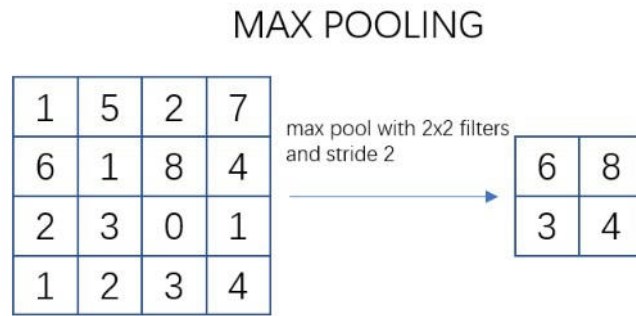 MAX POOLING
1 5 2 7
6 1 8 4
2 3 0 1
1 2 3 4
max pool with 2x2 filters
and stride 2
6 8
3 4